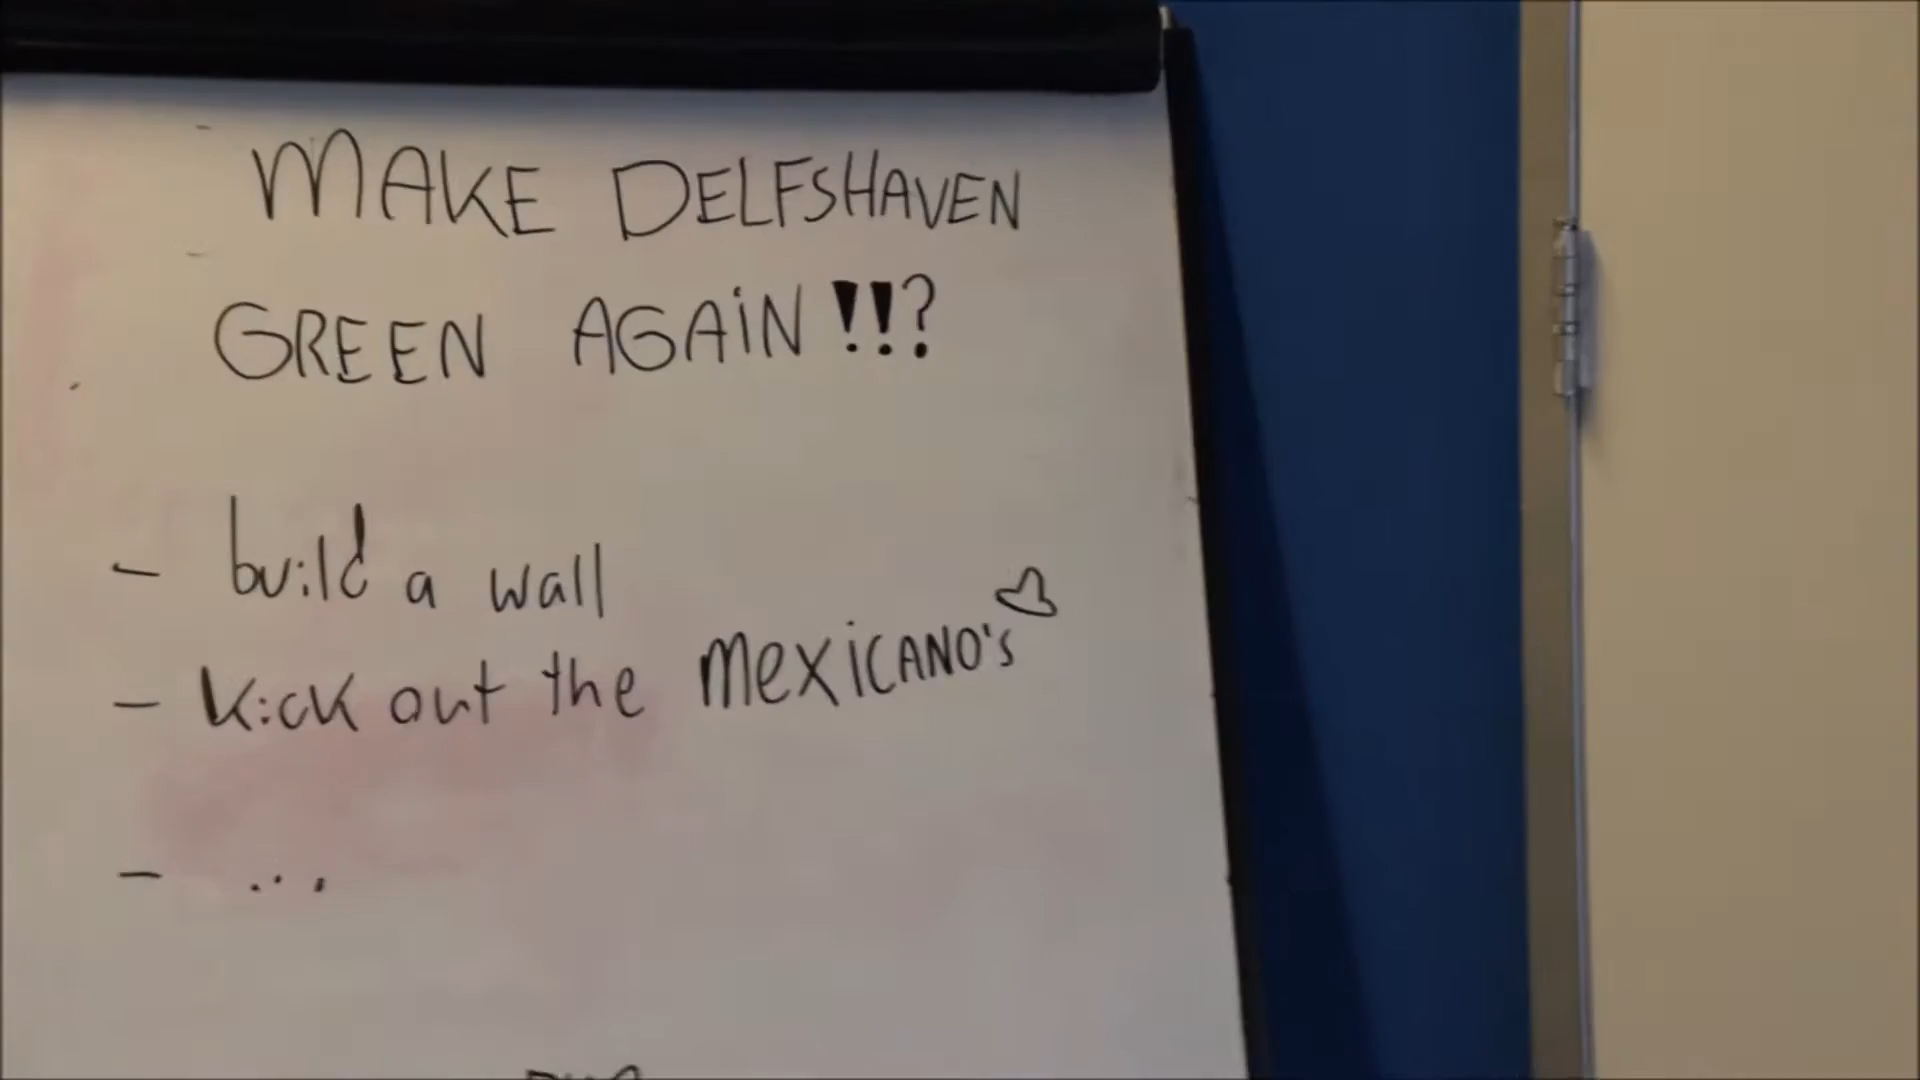 MAKE DELFSHAVEN
GREEN AGAiN!!?
- build a wall
- kick out the MexiCANO's
- ...